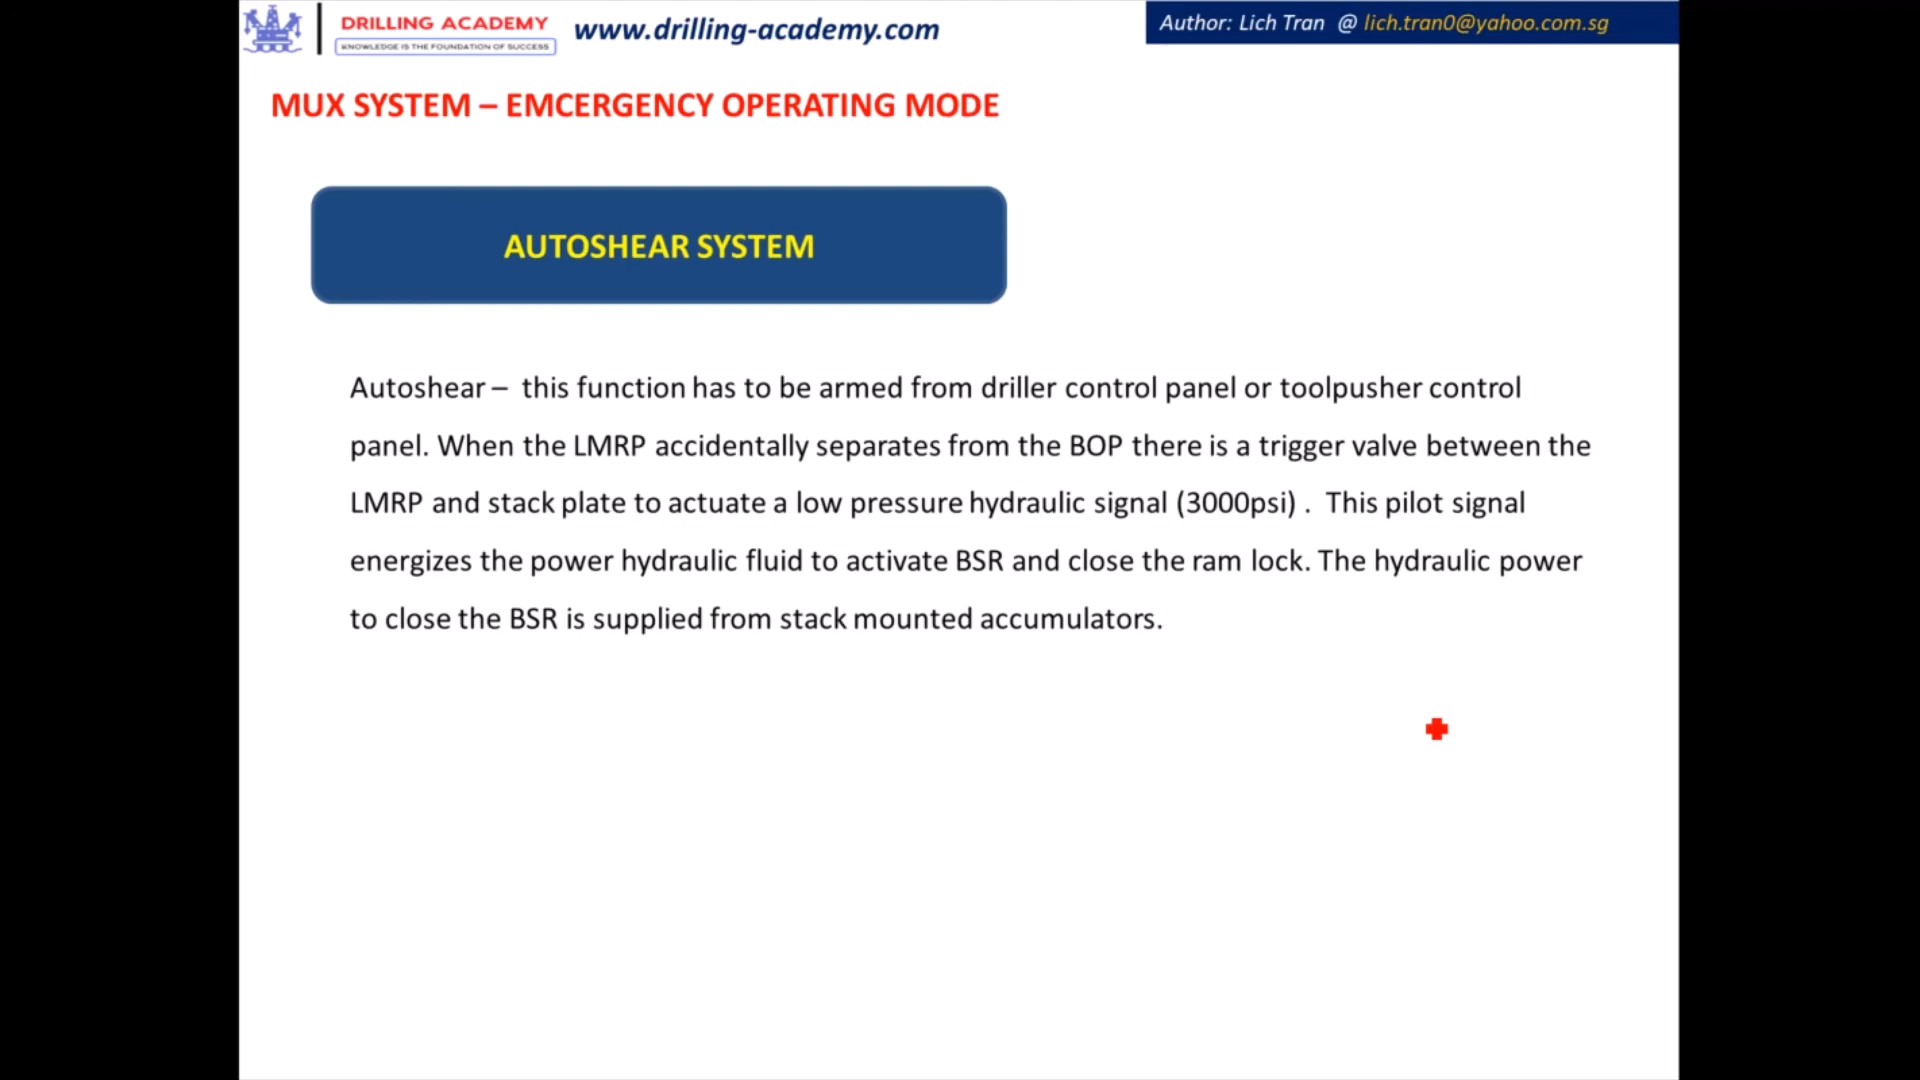 DRILLING ACADEMY
KNOWLEDGE IS THE FOUNDATION OF SUCCESS
www.drilling-academy.com
Author: Lich Tran @ lich.tran0@yahoo.com.sg
MUX SYSTEM – EMCERGENCY OPERATING MODE
AUTOSHEAR SYSTEM
Autoshear – this function has to be armed from driller control panel or toolpusher control
panel. When the LMRP accidentally separates from the BOP there is a trigger valve between the
LMRP and stack plate to actuate a low pressure hydraulic signal (3000psi) . This pilot signal
energizes the power hydraulic fluid to activate BSR and close the ram lock. The hydraulic power
to close the BSR is supplied from stack mounted accumulators.